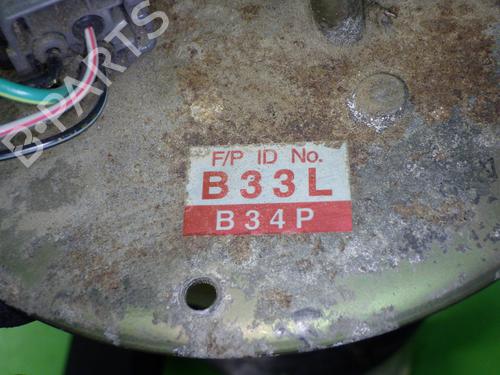 F/P ID No.
B33L
B34P
B-PARTS